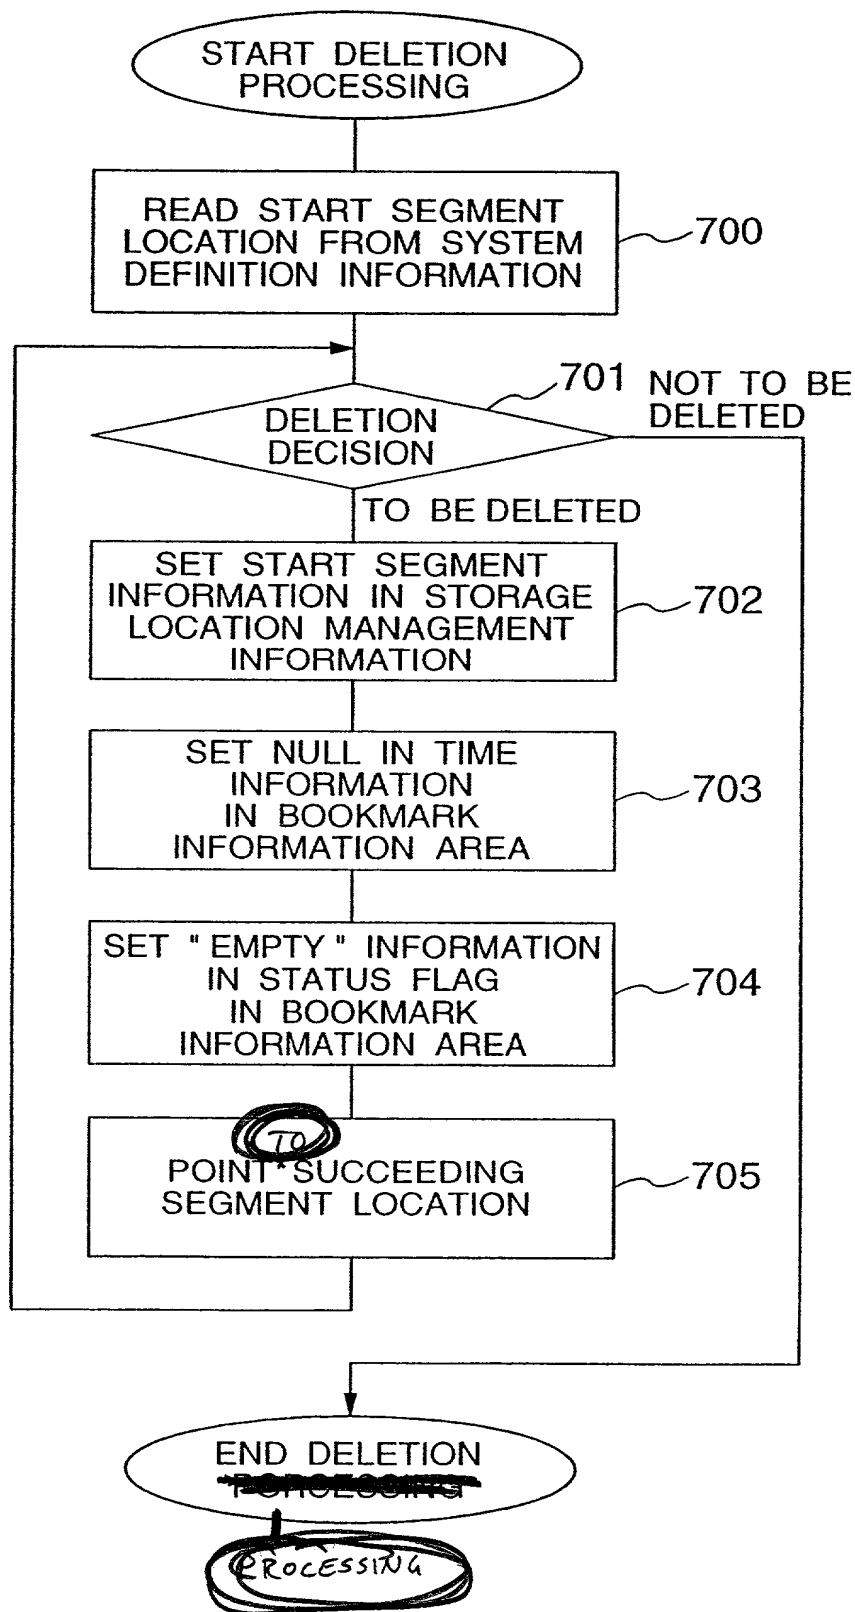 START DELETION
PROCESSING
READ START SEGMENT
LOCATION FROM SYSTEM
DEFINITION INFORMATION
700
701
NOT TO BE
DELETED
DELETION
DECISION
TO BE DELETED
SET START SEGMENT
INFORMATION IN STORAGE
LOCATION MANAGEMENT
INFORMATION
702
SET NULL IN TIME
INFORMATION
IN BOOKMARK
INFORMATION AREA
703
SET "EMPTY" INFORMATION
IN STATUS FLAG
IN BOOKMARK
INFORMATION AREA
704
TO
POINT SUCCEEDING
SEGMENT LOCATION
705
END DELETION
PORCESSING
PROCESSING